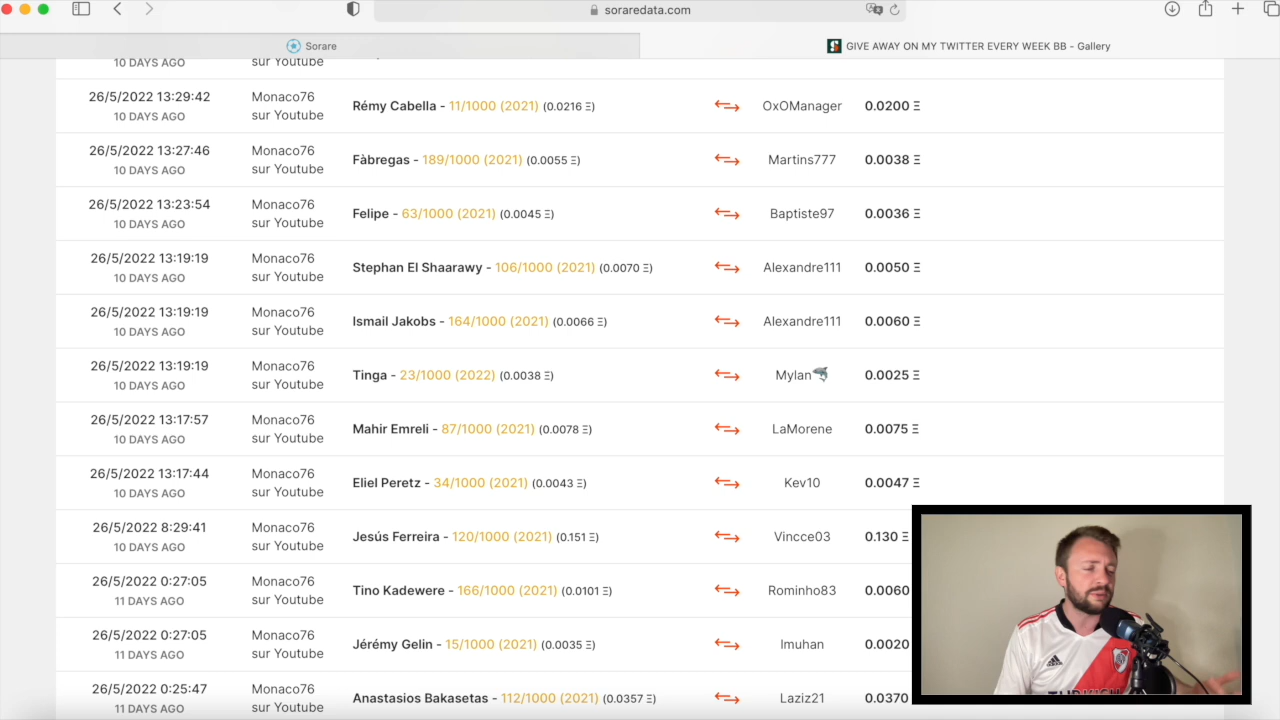 soraredata.com
Sorare
GIVE AWAY ON MY TWITTER EVERY WEEK BB - Gallery
10 DAYS AGO sur Youtube
26/5/2022 13:29:42 Monaco76 Rémy Cabella - 11/1000 (2021) (0.0216 Ξ) OxOManager 0.0200 Ξ
10 DAYS AGO sur Youtube
26/5/2022 13:27:46 Monaco76 Fàbregas - 189/1000 (2021) (0.0055 Ξ) Martins777 0.0038 Ξ
10 DAYS AGO sur Youtube
26/5/2022 13:23:54 Monaco76 Felipe - 63/1000 (2021) (0.0045 Ξ) Baptiste97 0.0036 Ξ
10 DAYS AGO sur Youtube
26/5/2022 13:19:19 Monaco76 Stephan El Shaarawy - 106/1000 (2021) (0.0070 Ξ) Alexandre111 0.0050 Ξ
10 DAYS AGO sur Youtube
26/5/2022 13:19:19 Monaco76 Ismail Jakobs - 164/1000 (2021) (0.0066 Ξ) Alexandre111 0.0060 Ξ
10 DAYS AGO sur Youtube
26/5/2022 13:19:19 Monaco76 Tinga - 23/1000 (2022) (0.0038 Ξ) Mylan🦈 0.0025 Ξ
10 DAYS AGO sur Youtube
26/5/2022 13:17:57 Monaco76 Mahir Emreli - 87/1000 (2021) (0.0078 Ξ) LaMorene 0.0075 Ξ
10 DAYS AGO sur Youtube
26/5/2022 13:17:44 Monaco76 Eliel Peretz - 34/1000 (2021) (0.0043 Ξ) Kev10 0.0047 Ξ
10 DAYS AGO sur Youtube
26/5/2022 8:29:41 Monaco76 Jesús Ferreira - 120/1000 (2021) (0.151 Ξ) Vincce03 0.130 Ξ
10 DAYS AGO sur Youtube
26/5/2022 0:27:05 Monaco76 Tino Kadewere - 166/1000 (2021) (0.0101 Ξ) Rominho83 0.0060
11 DAYS AGO sur Youtube
26/5/2022 0:27:05 Monaco76 Jérémy Gelin - 15/1000 (2021) (0.0035 Ξ) Imuhan 0.0020
11 DAYS AGO sur Youtube
26/5/2022 0:25:47 Monaco76 Anastasios Bakasetas - 112/1000 (2021) (0.0357 Ξ) Laziz21 0.0370
11 DAYS AGO sur Youtube
adidas